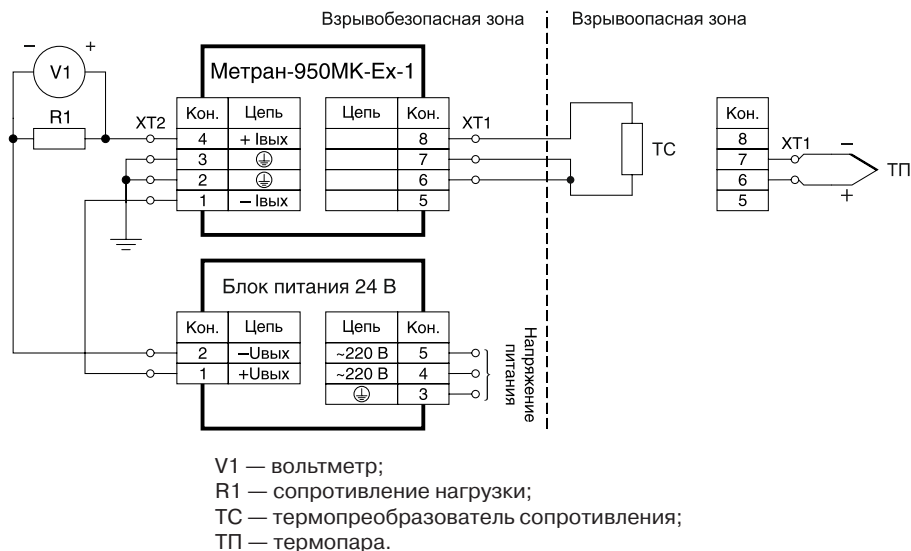 Взрывобезопасная зона
Взрывоопасная зона
Метран-950МК-Ех-1
– V1 +
R1
XT2
Кон. Цепь
4 + Iвых
3
2
1 – Iвых
Цепь Кон.
8
7
6
5
XT1
ТС
Кон.
8
7
6
5
XT1
–
+
ТП
Блок питания 24 В
Кон. Цепь
2 –Uвых
1 +Uвых
Цепь Кон.
~220 В 5
~220 В 4
3
Напряжение
питания
V1 — вольтметр;
R1 — сопротивление нагрузки;
ТС — термопреобразователь сопротивления;
ТП — термопара.